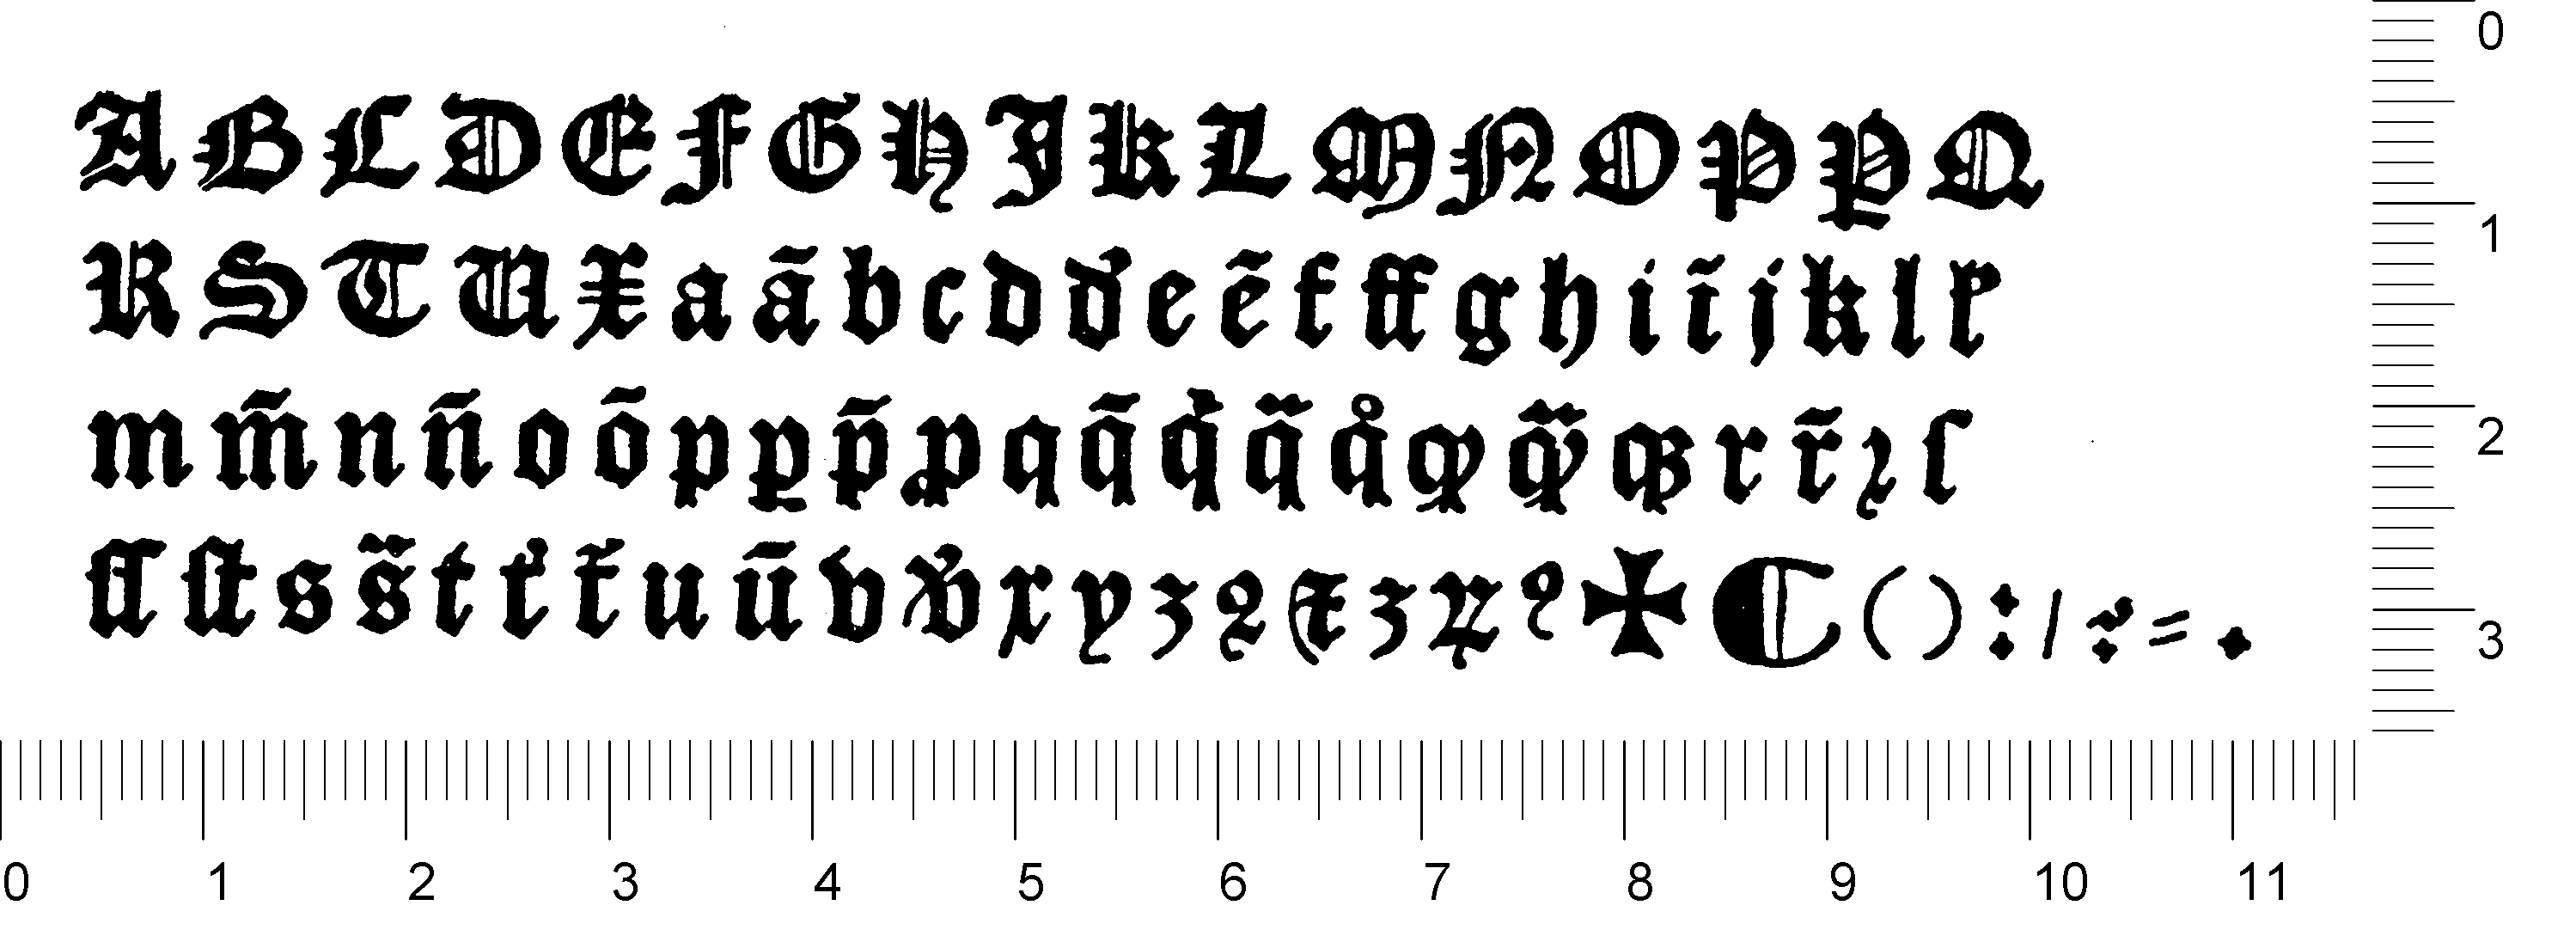 A B C D E F G H I K L M N O P Ꝑ Q
R S T U X a ã b c d d̾ e ẽ f ff g h i ĩ j k l ꝉ
m m̃ n ñ o õ p ꝑ p̃ ꝓ q q̃ q̈ q̊ r r̃ ꝛ ſ
ſſ ſt s s̈ t t̾ t̃ u ũ v x y z ꝝ ꝫ ✠ ( ) : / = .
0 1 2 3
0 1 2 3 4 5 6 7 8 9 10 11